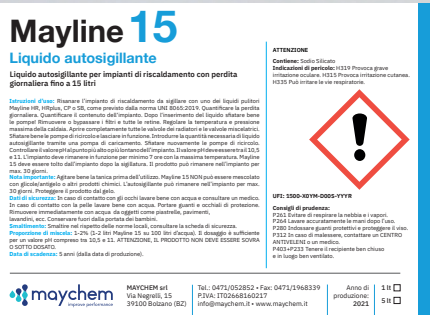 Mayline 15
Liquido autosigillante
Liquido autosigillante per impianti di riscaldamento con perdita
giornaliera fino a 15 litri
Istruzioni d'uso: Risanare l'impianto di riscaldamento da sigillare con uno dei liquidi pulitori
Mayline HR, HRplus, CP o SB, come previsto dalla norma UNI 8065:2019. Quantificare la perdita
giornaliera. Quantificare il contenuto dell'impianto. Dopo l'inserimento del liquido sfiatare bene
le pompe! Rimuovere o bypassare i filtri e tutte le resine. Regolare la temperatura e pressione
massima della caldaia. Aprire completamente tutte le valvole dei radiatori e le valvole miscelatrici.
Sfiatare bene le pompe di ricircolo e lasciare in funzione. Introdurre la quantità necessaria di liquido
autosigillante tramite una pompa di caricamento. Sfiatare nuovamente le pompe di ricircolo.
Controllare il valore pH al punto più alto o più lontano dell'impianto. Il valore pH deve essere tra il 10,5
e 11. L'impianto deve rimanere in funzione per minimo 7 ore con la massima temperatura. Mayline
15 deve essere tolto dall'impianto dopo la sigillatura. Il prodotto può rimanere nell'impianto per
max. 30 giorni.
Nota importante: Agitare bene la tanica prima dell'utilizzo. Mayline 15 NON può essere mescolato
con glicole/antigelo o altri prodotti chimici. L'autosigillante può rimanere nell'impianto per max.
30 giorni. Proteggere il prodotto dal gelo.
Dati di sicurezza: In caso di contatto con gli occhi lavare bene con acqua e consultare un medico.
In caso di contatto con la pelle lavare bene con acqua. Portare guanti e occhiali di protezione.
Rimuovere immediatamente con acqua da oggetti come piastrelle, pavimenti,
lavandini, ecc. Conservare fuori dalla portata dei bambini.
Smaltimento: Smaltire nel rispetto delle norme locali, consultare la scheda di sicurezza.
Proporzione di miscela: 1-2% (1-2 litri Mayline 15 su 100 litri d'acqua). Il dosaggio è sufficiente
per un valore pH compreso tra 10,5 e 11. ATTENZIONE, IL PRODOTTO NON DEVE ESSERE SOVRA
O SOTTO DOSATO.
Data di scadenza: 5 anni (dalla data di produzione).
ATTENZIONE
Contiene: Sodio Silicato
Indicazioni di pericolo: H319 Provoca grave
irritazione oculare. H315 Provoca irritazione cutanea.
H335 Può irritare le vie respiratorie.
UFI: 1S00-X0YM-D00S-YYYR
Consigli di prudenza:
P261 Evitare di respirare la nebbia i vapori.
P264 Lavare accuratamente le mani dopo l'uso.
P280 Indossare guanti protettivi e proteggere il viso.
P312 In caso di malessere, contattare un CENTRO
ANTIVELENI o un medico.
P403+P233 Tenere il recipiente ben chiuso
e in luogo ben ventilato.
maychem
improve performance
MAYCHEM srl
Via Negrelli, 15
39100 Bolzano (BZ)
Tel.: 0471/052852 • Fax: 0471/1968339
P.IVA: IT02668160217
info@maychem.it • www.maychem.it
Anno di
produzione:
2021
1 lt
5 lt